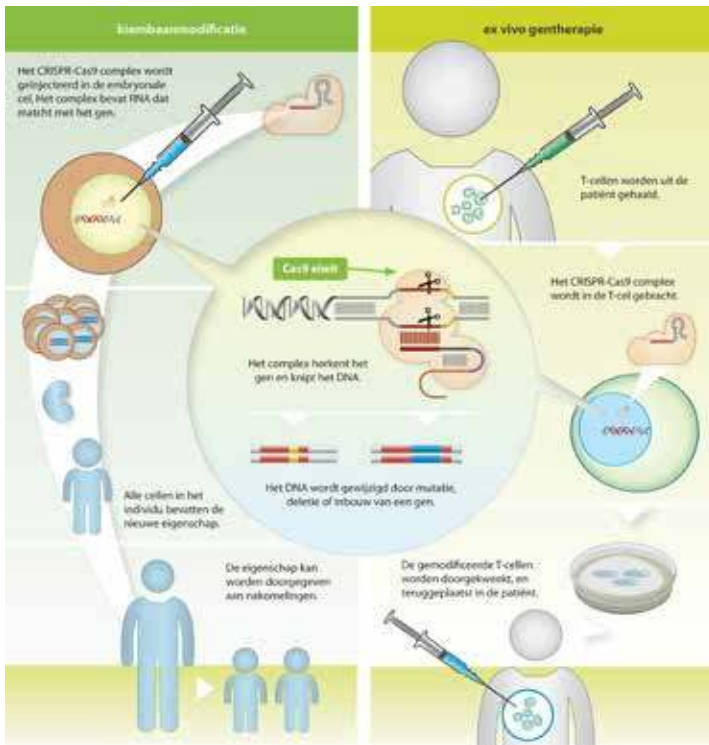 kiembaanmodificatie
Het CRISPR-Cas9 complex wordt
geïnjecteerd in de embryonale
cel. Het complex bevat RNA dat
matcht met het gen.
Alle cellen in het
individu bevatten de
nieuwe eigenschap.
De eigenschap kan
worden doorgegeven
aan nakomelingen.
Cas9 eiwit
Het complex herkent het
gen en knipt het DNA.
Het DNA wordt gewijzigd door mutatie,
deletie of inbouw van een gen.
ex vivo gentherapie
T-cellen worden uit de
patiënt gehaald.
Het CRISPR-Cas9 complex
wordt in de T-cel gebracht.
De gemodificeerde T-cellen
worden doorgekweekt, en
teruggeplaatst in de patiënt.